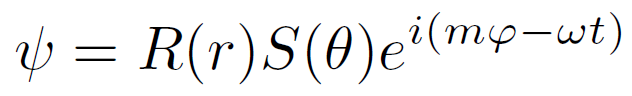 ψ = R(r)S(θ)e^{i(mφ−ωt)}